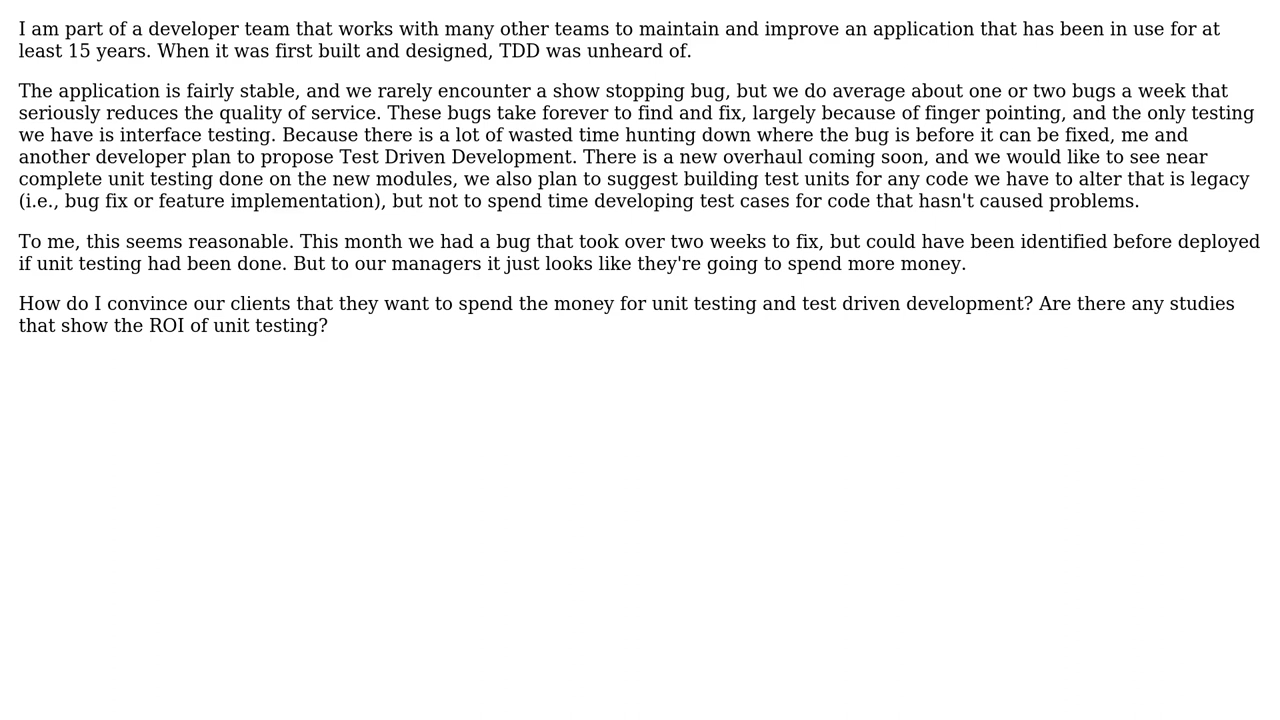 I am part of a developer team that works with many other teams to maintain and improve an application that has been in use for at
least 15 years. When it was first built and designed, TDD was unheard of.
The application is fairly stable, and we rarely encounter a show stopping bug, but we do average about one or two bugs a week that
seriously reduces the quality of service. These bugs take forever to find and fix, largely because of finger pointing, and the only testing
we have is interface testing. Because there is a lot of wasted time hunting down where the bug is before it can be fixed, me and
another developer plan to propose Test Driven Development. There is a new overhaul coming soon, and we would like to see near
complete unit testing done on the new modules, we also plan to suggest building test units for any code we have to alter that is legacy
(i.e., bug fix or feature implementation), but not to spend time developing test cases for code that hasn't caused problems.
To me, this seems reasonable. This month we had a bug that took over two weeks to fix, but could have been identified before deployed
if unit testing had been done. But to our managers it just looks like they're going to spend more money.
How do I convince our clients that they want to spend the money for unit testing and test driven development? Are there any studies
that show the ROI of unit testing?